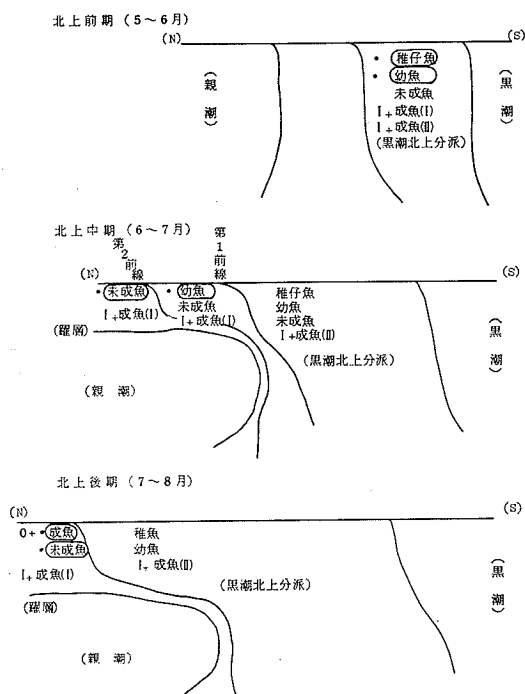 北上前期（5～6月）
(N) (S)
（親潮）
・稚仔魚
・幼魚
未成魚
I+成魚(I)
I+成魚(II)
(黒潮北上分派)
（黒潮）
北上中期（6～7月）
第2前線
第1前線
(N) (S)
・未成魚
I+成魚(I)
・幼魚
未成魚
I+成魚(I)
稚仔魚
幼魚
未成魚
I+成魚(II)
(黒潮北上分派)
(躍層)
（親潮）
（黒潮）
北上後期（7～8月）
(N) (S)
0+・成魚
・未成魚
I+成魚(I)
稚魚
幼魚
I+成魚(II)
(黒潮北上分派)
(躍層)
（親潮）
（黒潮）